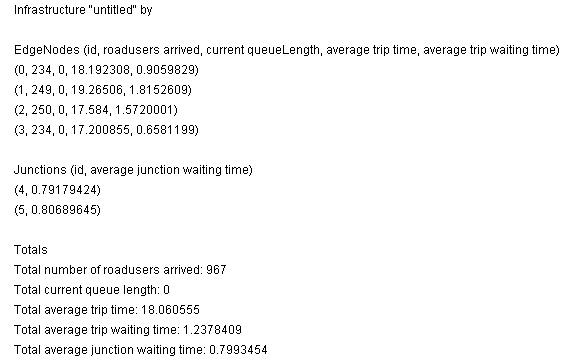 Infrastructure "untitled" by
EdgeNodes (id, roadusers arrived, current queueLength, average trip time, average trip waiting time)
(0, 234, 0, 18.192308, 0.9059829)
(1, 249, 0, 19.26506, 1.8152609)
(2, 250, 0, 17.584, 1.5720001)
(3, 234, 0, 17.200855, 0.6581199)
Junctions (id, average junction waiting time)
(4, 0.79179424)
(5, 0.80689645)
Totals
Total number of roadusers arrived: 967
Total current queue length: 0
Total average trip time: 18.060555
Total average trip waiting time: 1.2378409
Total average junction waiting time: 0.7993454